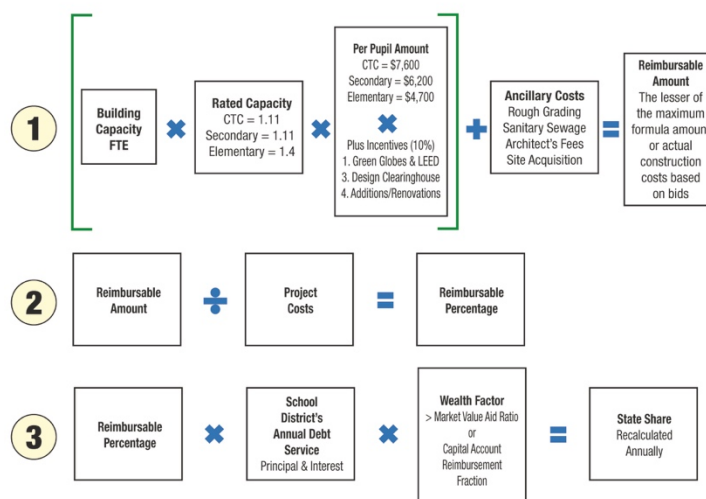 1
Building
Capacity
FTE
×
Rated Capacity
CTC = 1.11
Secondary = 1.11
Elementary = 1.4
×
Per Pupil Amount
CTC = $7,600
Secondary = $6,200
Elementary = $4,700
×
Plus Incentives (10%)
1. Green Globes & LEED
3. Design Clearinghouse
4. Additions/Renovations
+
Ancillary Costs
Rough Grading
Sanitary Sewage
Architect's Fees
Site Acquisition
=
Reimbursable
Amount
The lesser of
the maximum
formula amount
or actual
construction
costs based
on bids
2
Reimbursable
Amount
÷
Project
Costs
=
Reimbursable
Percentage
3
Reimbursable
Percentage
×
School
District's
Annual Debt
Service
Principal & Interest
×
Wealth Factor
> Market Value Aid Ratio
or
Capital Account
Reimbursement
Fraction
=
State Share
Recalculated
Annually